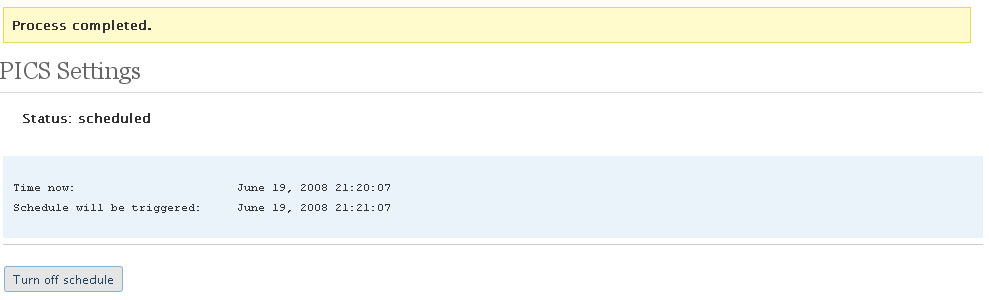 Process completed.
PICS Settings
Status: scheduled
Time now: June 19, 2008 21:20:07
Schedule will be triggered: June 19, 2008 21:21:07
Turn off schedule